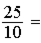 25/10 =